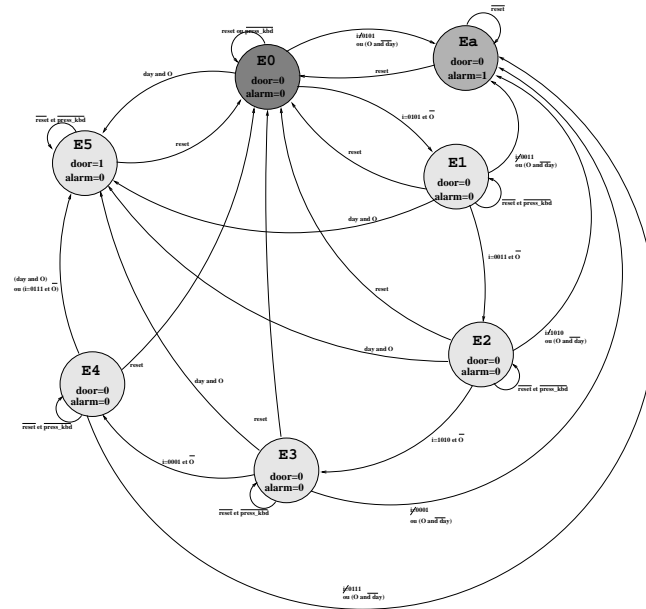 reset
reset ou press_kbd
i≠0101
ou (O and day)
E0
door=0
alarm=0
Ea
door=0
alarm=1
day and O
reset
i=0101 et O
reset et press_kbd
E5
door=1
alarm=0
reset
reset
E1
door=0
alarm=0
i≠0011
ou (O and day)
reset et press_kbd
day and O
i=0011 et O
(day and O)
ou (i=0111 et O)
reset
E2
door=0
alarm=0
i≠1010
ou (O and day)
reset et press_kbd
day and O
E4
door=0
alarm=0
reset
day and O
reset et press_kbd
reset
i=1010 et O
E3
door=0
alarm=0
i=0001 et O
reset et press_kbd
i≠0001
ou (O and day)
i≠0111
ou (O and day)